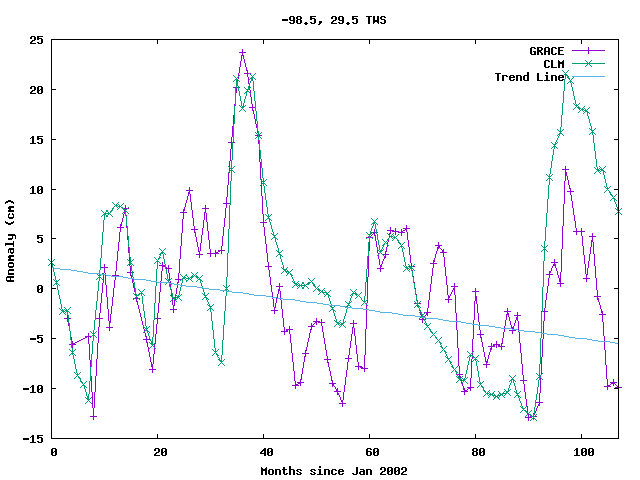 -98.5, 29.5 TWS
GRACE
CLM
Trend Line
25
20
15
10
5
0
-5
-10
-15
Anomaly (cm)
0 20 40 60 80 100
Months since Jan 2002